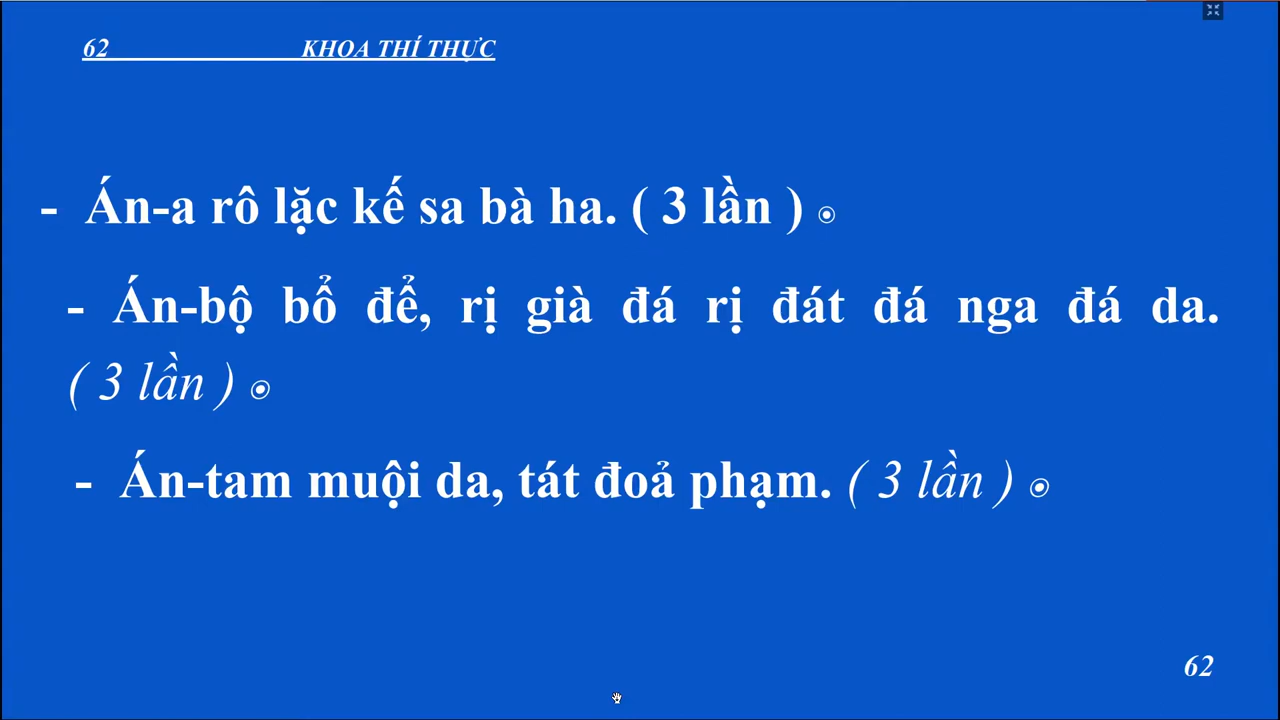 62 KHOA THÍ THỰC
- Án-a rô lặc kế sa bà ha. ( 3 lần ) ⦿
- Án-bộ bổ để, rị già đá rị đát đá nga đá da.
( 3 lần ) ⦿
- Án-tam muội da, tát đoả phạm. ( 3 lần ) ⦿
62